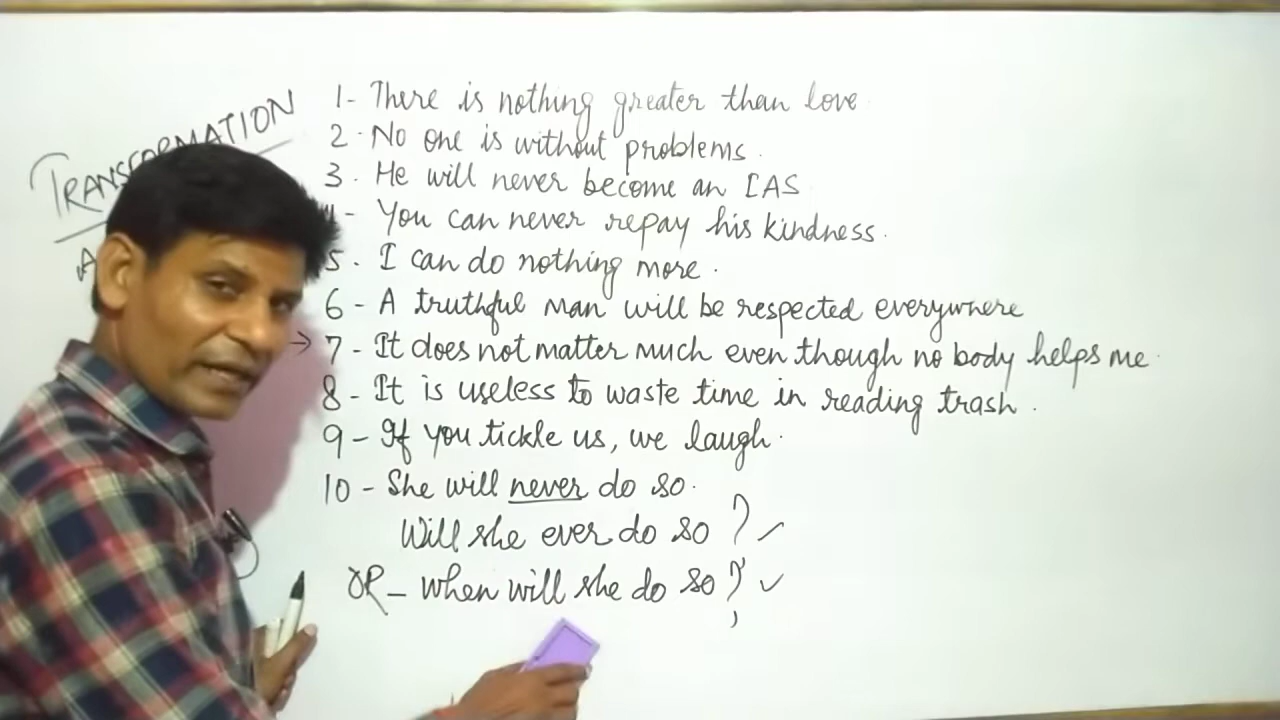 1- There is nothing greater than love.
2- No one is without problems.
3. He will never become an IAS
- You can never repay his kindness.
5. I can do nothing more.
6- A truthful man will be respected everywhere
→ 7- It does not matter much even though no body helps me.
8- It is useless to waste time in reading trash.
9- If you tickle us, we laugh.
10- She will never do so.
Will she ever do so? ✓
OR- when will she do so? ✓